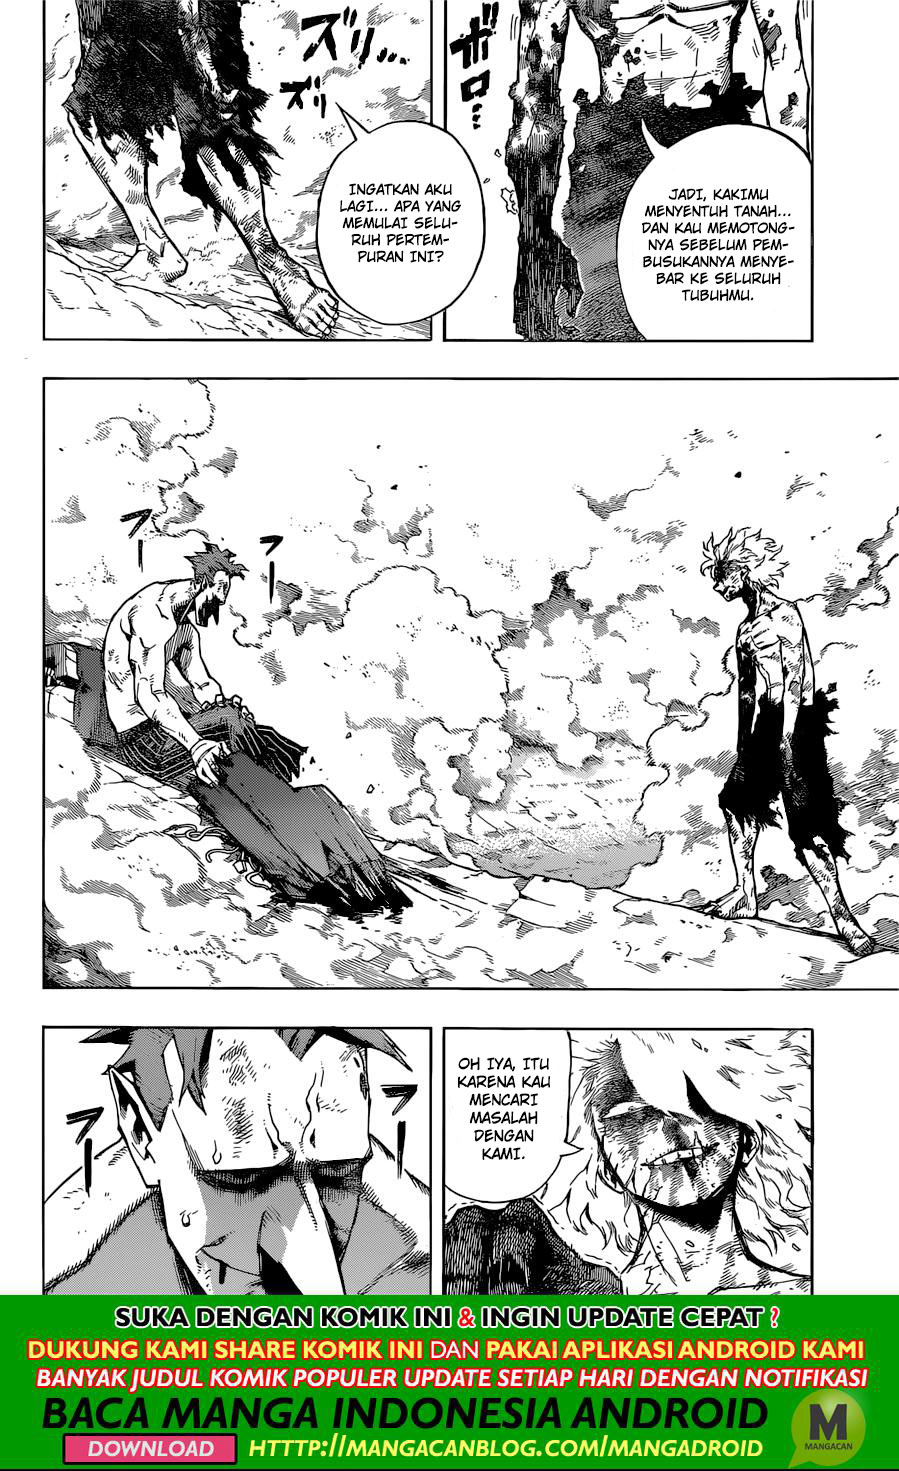 ボロ…
JADI, KAKIMU
MENYENTUH TANAH...
DAN KAU MEMOTONG-
NYA SEBELUM PEM-
BUSUKANNYA MENYE-
BAR KE SELURUH
TUBUHMU.
ズリ…
ズリ
INGATKAN AKU
LAGI... APA YANG
MEMULAI SELU-
RUH PERTEM-
PURAN INI?
フー
フー
OH IYA, ITU
KARENA KAU
MENCARI
MASALAH
DENGAN
KAMI.
フー
フー
SUKA DENGAN KOMIK INI & INGIN UPDATE CEPAT ?
DUKUNG KAMI SHARE KOMIK INI DAN PAKAI APLIKASI ANDROID KAMI
BANYAK JUDUL KOMIK POPULER UPDATE SETIAP HARI DENGAN NOTIFIKASI
BACA MANGA INDONESIA ANDROID
DOWNLOAD HTTTP://MANGACANBLOG.COM/MANGADROID
M
MANGACAN